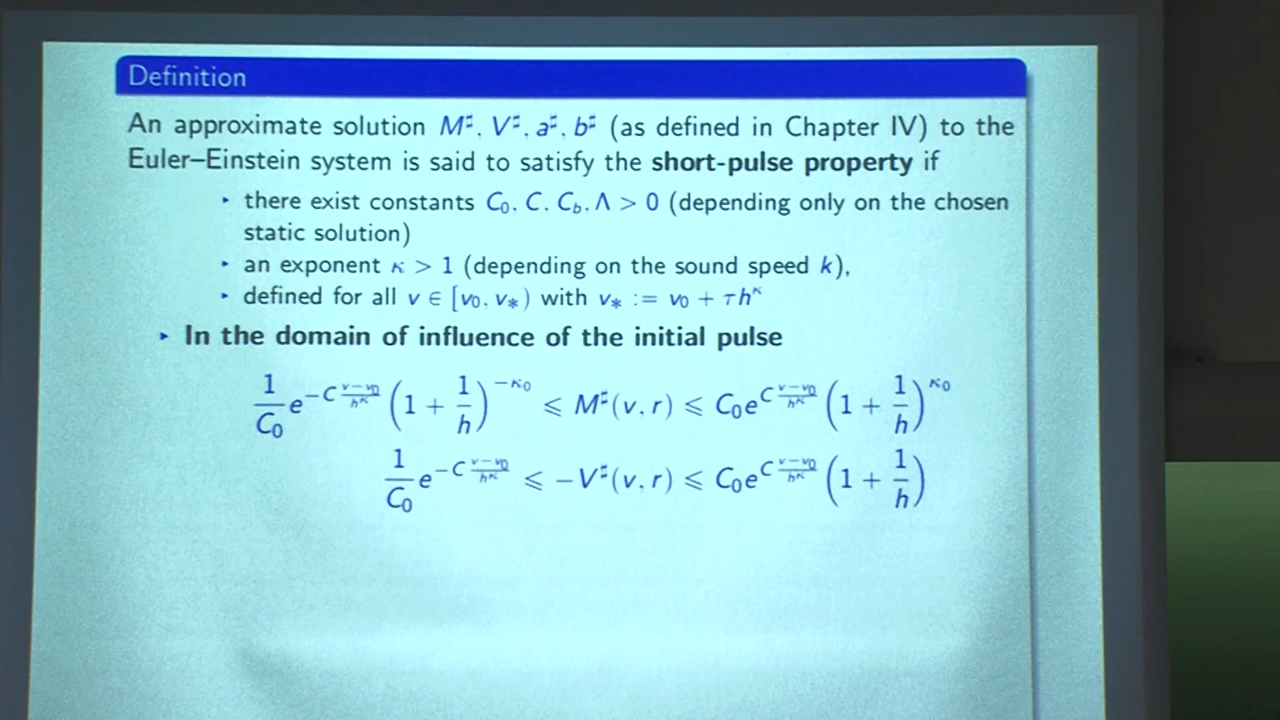 Definition
An approximate solution M♯, V♯, a♯, b♯ (as defined in Chapter IV) to the
Euler–Einstein system is said to satisfy the short-pulse property if
‣ there exist constants C₀, C, C_b, Λ > 0 (depending only on the chosen
static solution)
‣ an exponent κ > 1 (depending on the sound speed k),
‣ defined for all v ∈ [v₀, v∗) with v∗ := v₀ + τh^κ
‣ In the domain of influence of the initial pulse
1/C₀ e^{−C (v−v₀)/h^κ} (1 + 1/h)^{−κ₀} ⩽ M♯(v, r) ⩽ C₀e^{C (v−v₀)/h^κ} (1 + 1/h)^{κ₀}
1/C₀ e^{−C (v−v₀)/h^κ} ⩽ −V♯(v, r) ⩽ C₀e^{C (v−v₀)/h^κ} (1 + 1/h)